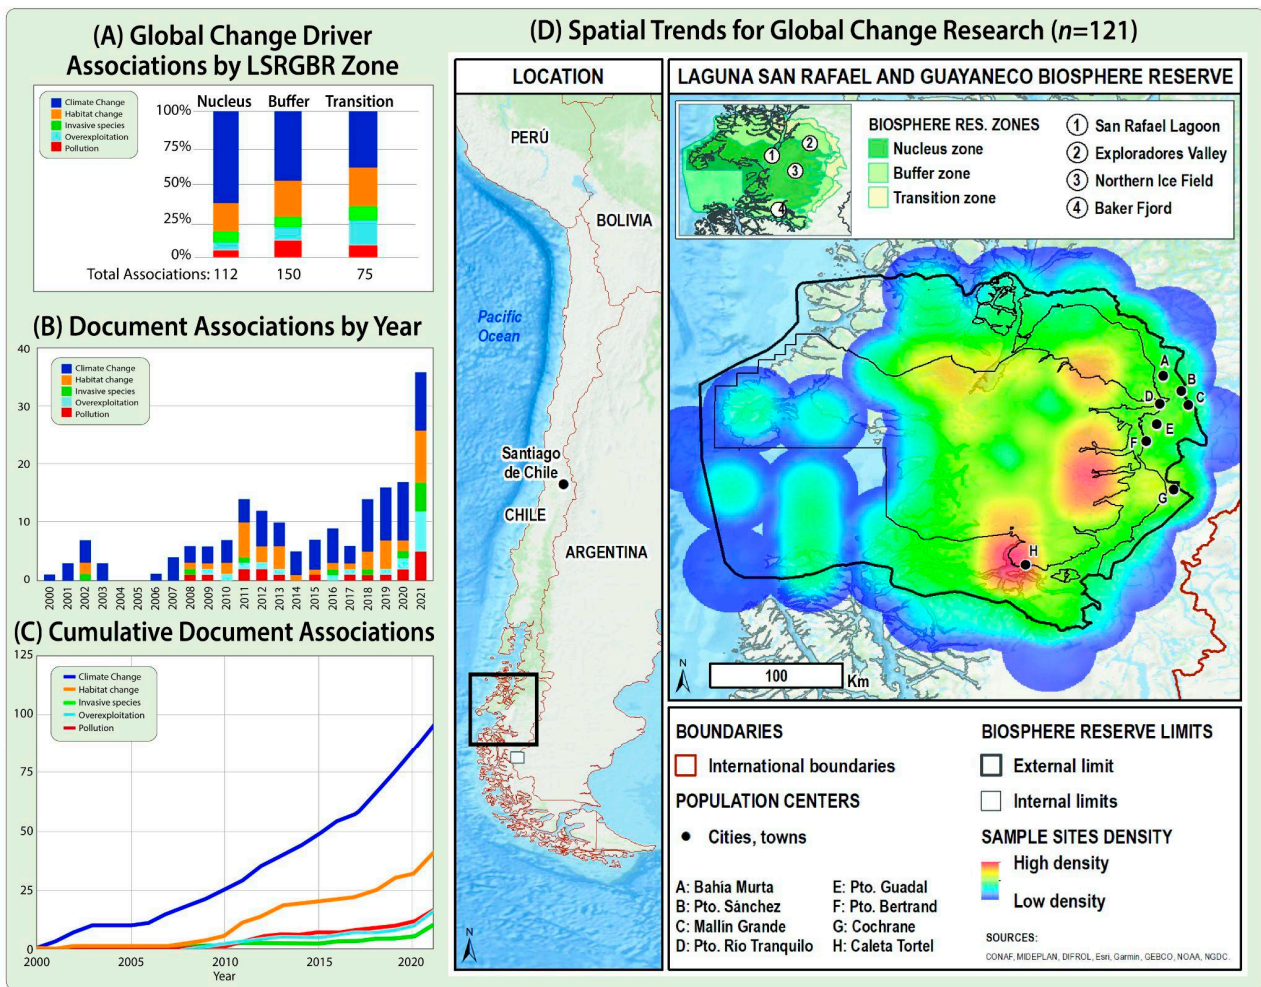 (A) Global Change Driver
Associations by LSRGBR Zone
Climate Change
Habitat change
Invasive species
Overexploitation
Pollution
Nucleus Buffer Transition
100%
75%
50%
25%
0%
Total Associations: 112 150 75
(B) Document Associations by Year
40
30
20
10
0
Climate Change
Habitat change
Invasive species
Overexploitation
Pollution
2000 2001 2002 2003 2004 2005 2006 2007 2008 2009 2010 2011 2012 2013 2014 2015 2016 2017 2018 2019 2020 2021
(C) Cumulative Document Associations
125
100
75
50
25
0
Climate Change
Habitat change
Invasive species
Overexploitation
Pollution
2000 2005 2010 2015 2020
Year
(D) Spatial Trends for Global Change Research (n=121)
LOCATION
PERÚ
BOLIVIA
Pacific
Ocean
Santiago
de Chile
CHILE
ARGENTINA
N
LAGUNA SAN RAFAEL AND GUAYANECO BIOSPHERE RESERVE
1
2
3
4
BIOSPHERE RES. ZONES
Nucleus zone
Buffer zone
Transition zone
1 San Rafael Lagoon
2 Exploradores Valley
3 Northern Ice Field
4 Baker Fjord
A
B
C
D
E
F
G
H
N
100 Km
BOUNDARIES
International boundaries
POPULATION CENTERS
Cities, towns
A: Bahía Murta
B: Pto. Sánchez
C: Mallín Grande
D: Pto. Río Tranquilo
E: Pto. Guadal
F: Pto. Bertrand
G: Cochrane
H: Caleta Tortel
BIOSPHERE RESERVE LIMITS
External limit
Internal limits
SAMPLE SITES DENSITY
High density
Low density
SOURCES:
CONAF, MIDEPLAN, DIFROL, Esri, Garmin, GEBCO, NOAA, NGDC.